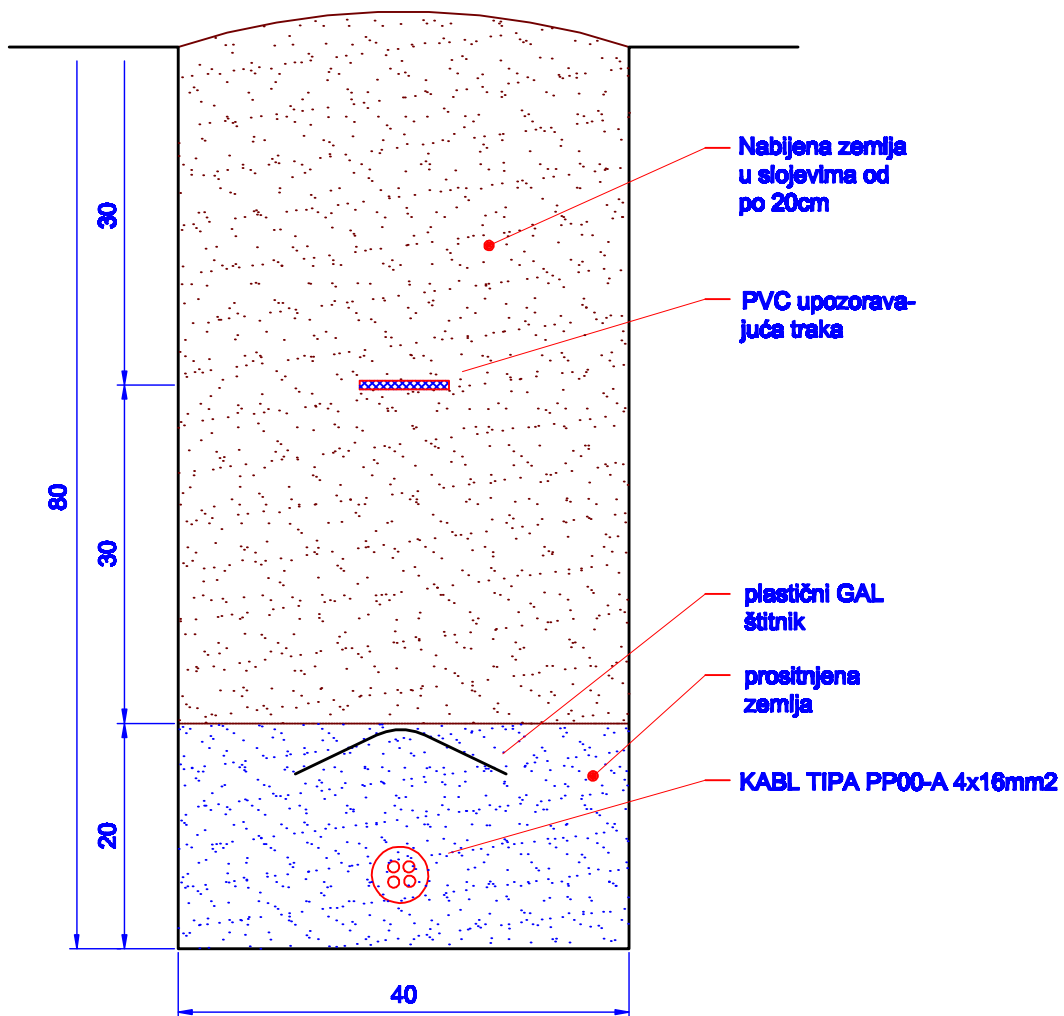 Nabijena zemlja
u slojevima od
po 20cm
30
PVC upozorava-
juća traka
80
30
plastični GAL
štitnik
prositnjena
zemlja
KABL TIPA PP00-A 4x16mm2
20
40